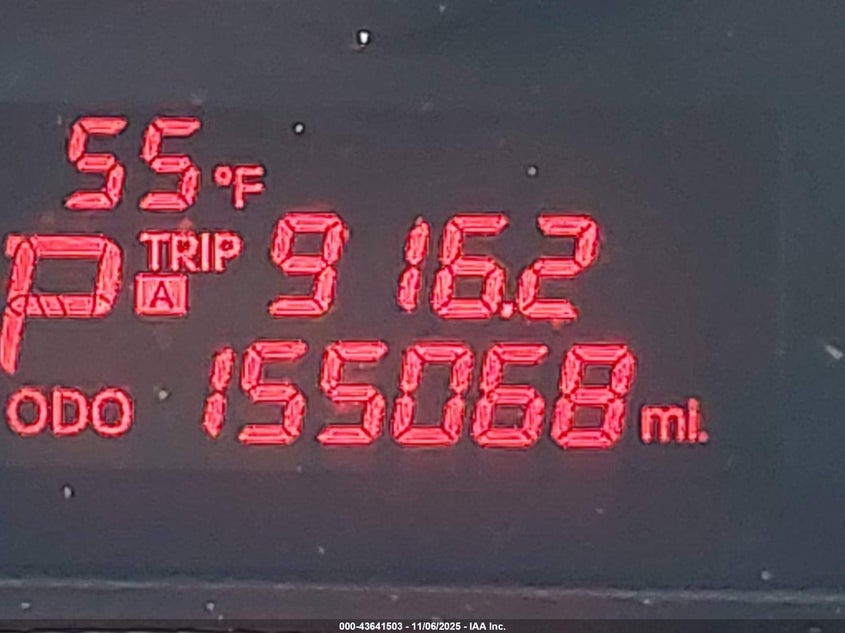 55°F
P TRIP A 916.2
ODO 155068 mi.
000-43641503 - 11/06/2025 - IAA Inc.